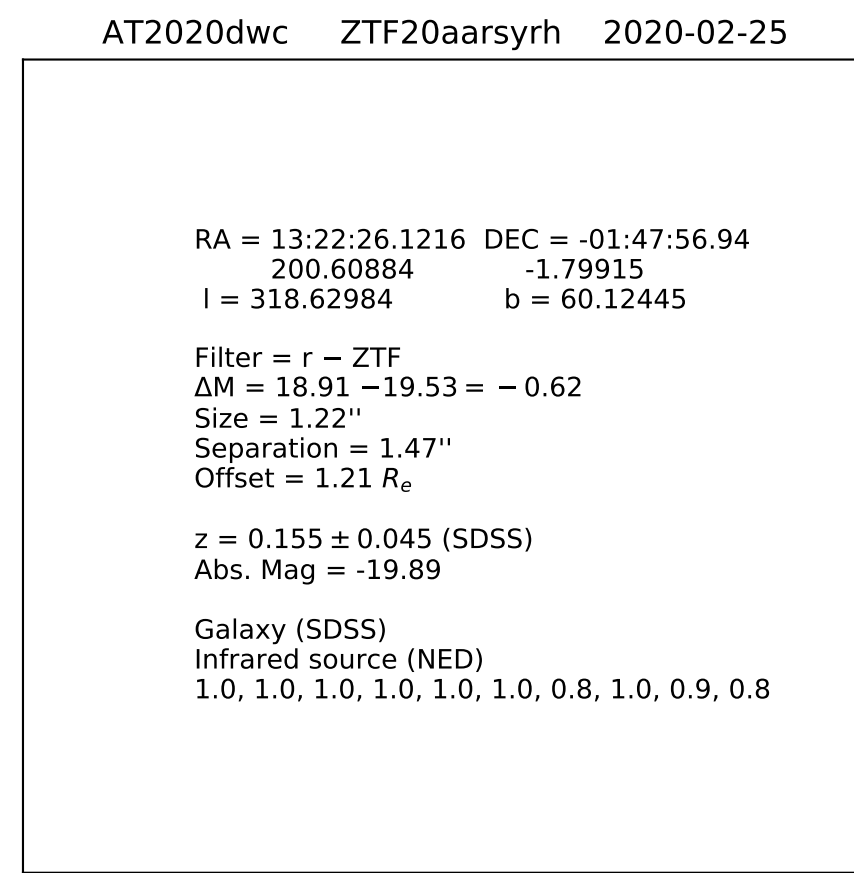 AT2020dwc ZTF20aarsyrh 2020-02-25
RA = 13:22:26.1216 DEC = -01:47:56.94
200.60884 -1.79915
l = 318.62984 b = 60.12445
Filter = r − ZTF
ΔM = 18.91 −19.53 = − 0.62
Size = 1.22''
Separation = 1.47''
Offset = 1.21 Rₑ
z = 0.155 ± 0.045 (SDSS)
Abs. Mag = -19.89
Galaxy (SDSS)
Infrared source (NED)
1.0, 1.0, 1.0, 1.0, 1.0, 1.0, 0.8, 1.0, 0.9, 0.8